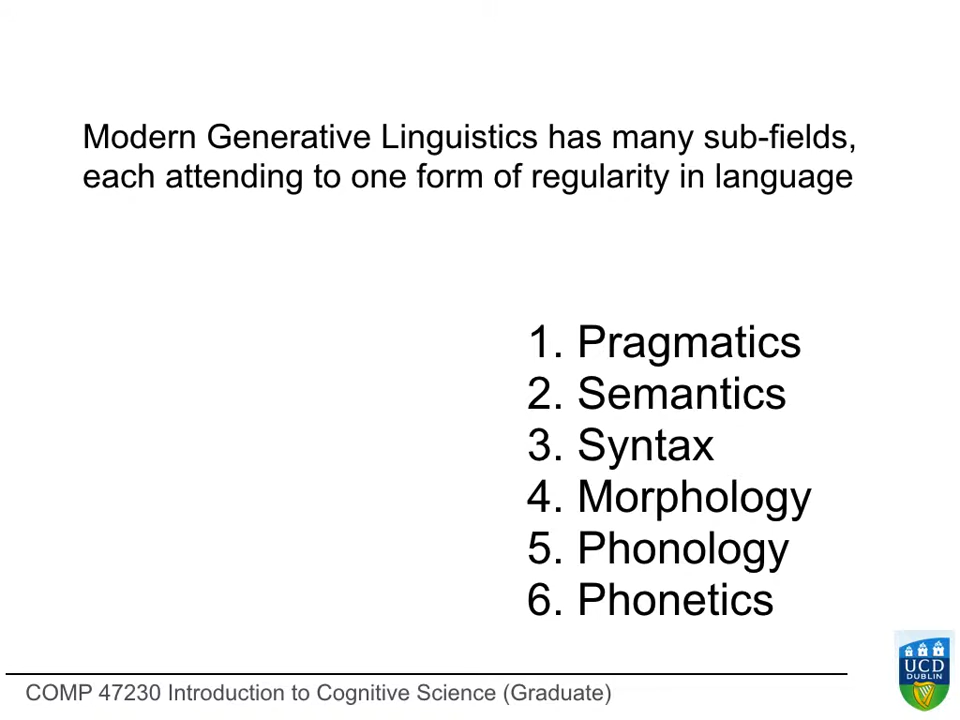 Modern Generative Linguistics has many sub-fields,
each attending to one form of regularity in language
1. Pragmatics
2. Semantics
3. Syntax
4. Morphology
5. Phonology
6. Phonetics
COMP 47230 Introduction to Cognitive Science (Graduate)
UCD
DUBLIN